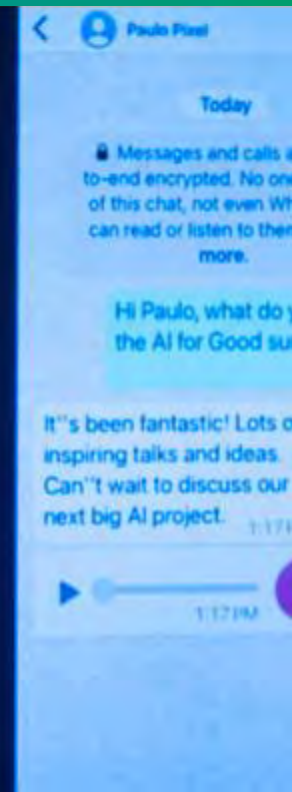 Paulo Pixel
Today
Messages and calls a
to-end encrypted. No one
of this chat, not even Wh
can read or listen to them
more.
Hi Paulo, what do y
the AI for Good su
It"s been fantastic! Lots o
inspiring talks and ideas.
Can"t wait to discuss our
next big AI project.
1:17 P
1:17 PM